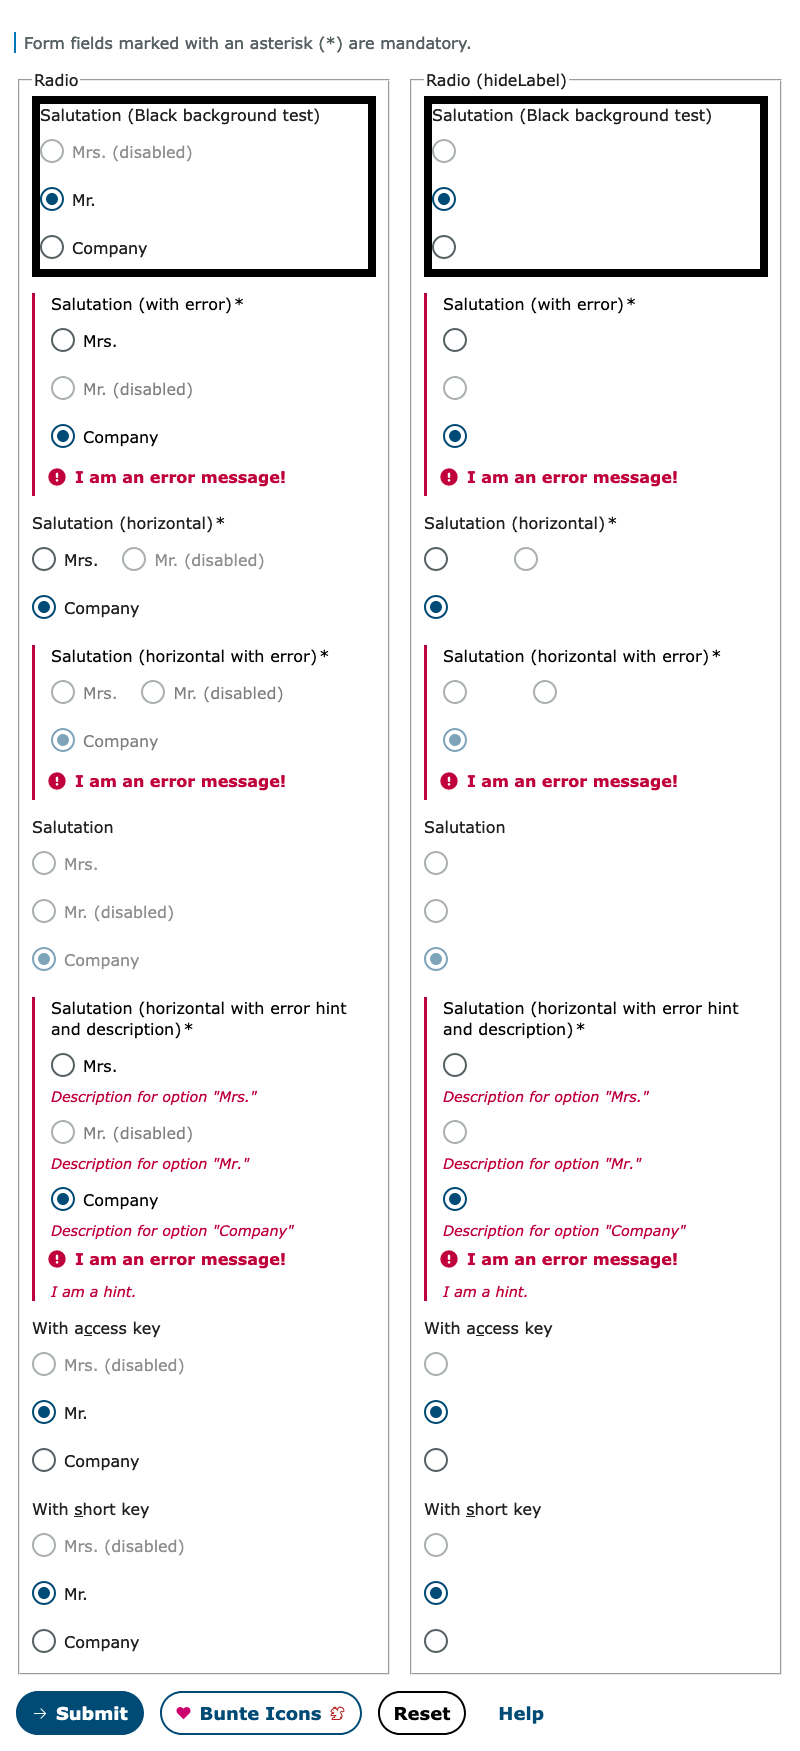 Form fields marked with an asterisk (*) are mandatory.
Radio
Salutation (Black background test)
Mrs. (disabled)
Mr.
Company
Salutation (with error)*
Mrs.
Mr. (disabled)
Company
I am an error message!
Salutation (horizontal)*
Mrs. Mr. (disabled)
Company
Salutation (horizontal with error)*
Mrs. Mr. (disabled)
Company
I am an error message!
Salutation
Mrs.
Mr. (disabled)
Company
Salutation (horizontal with error hint
and description)*
Mrs.
Description for option "Mrs."
Mr. (disabled)
Description for option "Mr."
Company
Description for option "Company"
I am an error message!
I am a hint.
With access key
Mrs. (disabled)
Mr.
Company
With short key
Mrs. (disabled)
Mr.
Company
Radio (hideLabel)
Salutation (Black background test)
Salutation (with error)*
I am an error message!
Salutation (horizontal)*
Salutation (horizontal with error)*
I am an error message!
Salutation
Salutation (horizontal with error hint
and description)*
Description for option "Mrs."
Description for option "Mr."
Description for option "Company"
I am an error message!
I am a hint.
With access key
With short key
Submit Bunte Icons Reset Help